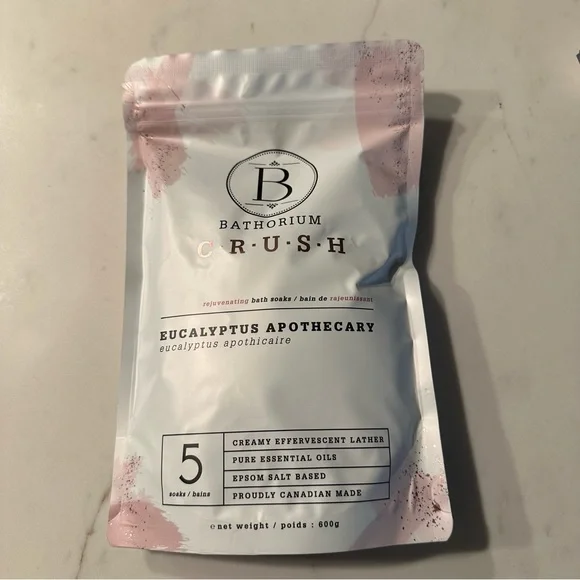 B
BATHORIUM
C·R·U·S·H
rejuvenating bath soaks / bain de rajeunissant
EUCALYPTUS APOTHECARY
eucalyptus apothicaire
5
soaks / bains
CREAMY EFFERVESCENT LATHER
PURE ESSENTIAL OILS
EPSOM SALT BASED
PROUDLY CANADIAN MADE
℮ net weight / poids : 600g